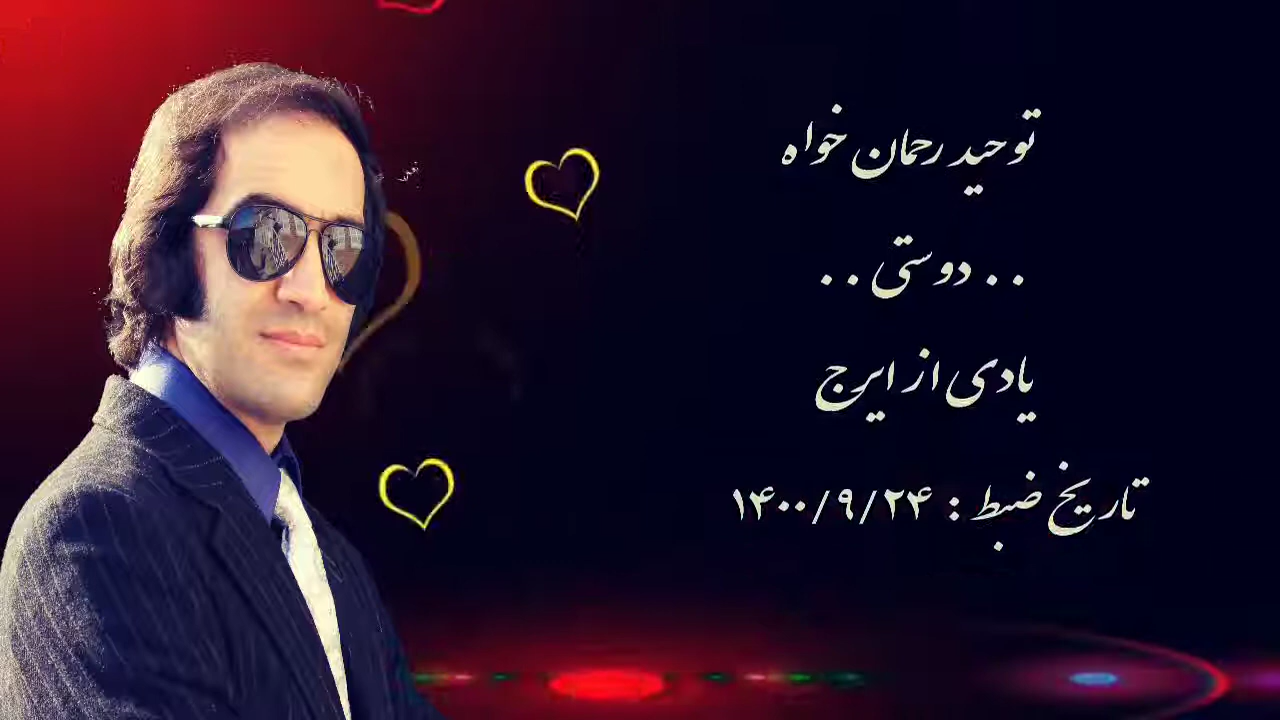 توحید رحمان خواه
. . دوستی . .
یادی از ایرج
تاریخ ضبط : ۱۴۰۰/۹/۲۴